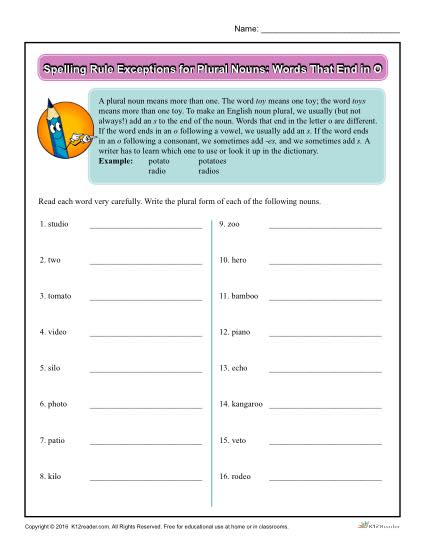 Name: ____________________
Spelling Rule Exceptions for Plural Nouns: Words That End in O
A plural noun means more than one. The word toy means one toy; the word toys
means more than one toy. To make an English noun plural, we usually (but not
always!) add an s to the end of the noun. Words that end in the letter o are different.
If the word ends in an o following a vowel, we usually add an s. If the word ends
in an o following a consonant, we sometimes add -es, and we sometimes add s. A
writer has to learn which one to use or look it up in the dictionary.
Example: potato potatoes
radio radios
Read each word very carefully. Write the plural form of each of the following nouns.
1. studio ____________________
2. two ____________________
3. tomato ____________________
4. video ____________________
5. silo ____________________
6. photo ____________________
7. patio ____________________
8. kilo ____________________
9. zoo ____________________
10. hero ____________________
11. bamboo ____________________
12. piano ____________________
13. echo ____________________
14. kangaroo ____________________
15. veto ____________________
16. rodeo ____________________
Copyright © 2016 K12reader.com. All Rights Reserved. Free for educational use at home or in classrooms.
K12Reader